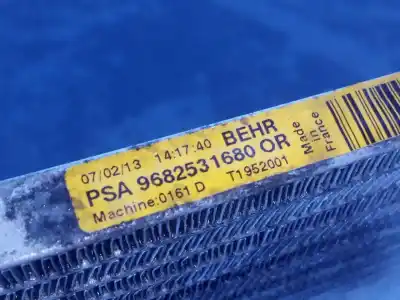 07/02/13 14:17:40 BEHR
PSA 9682531680 OR
Machine:0161 D T1952001
Made
in
France